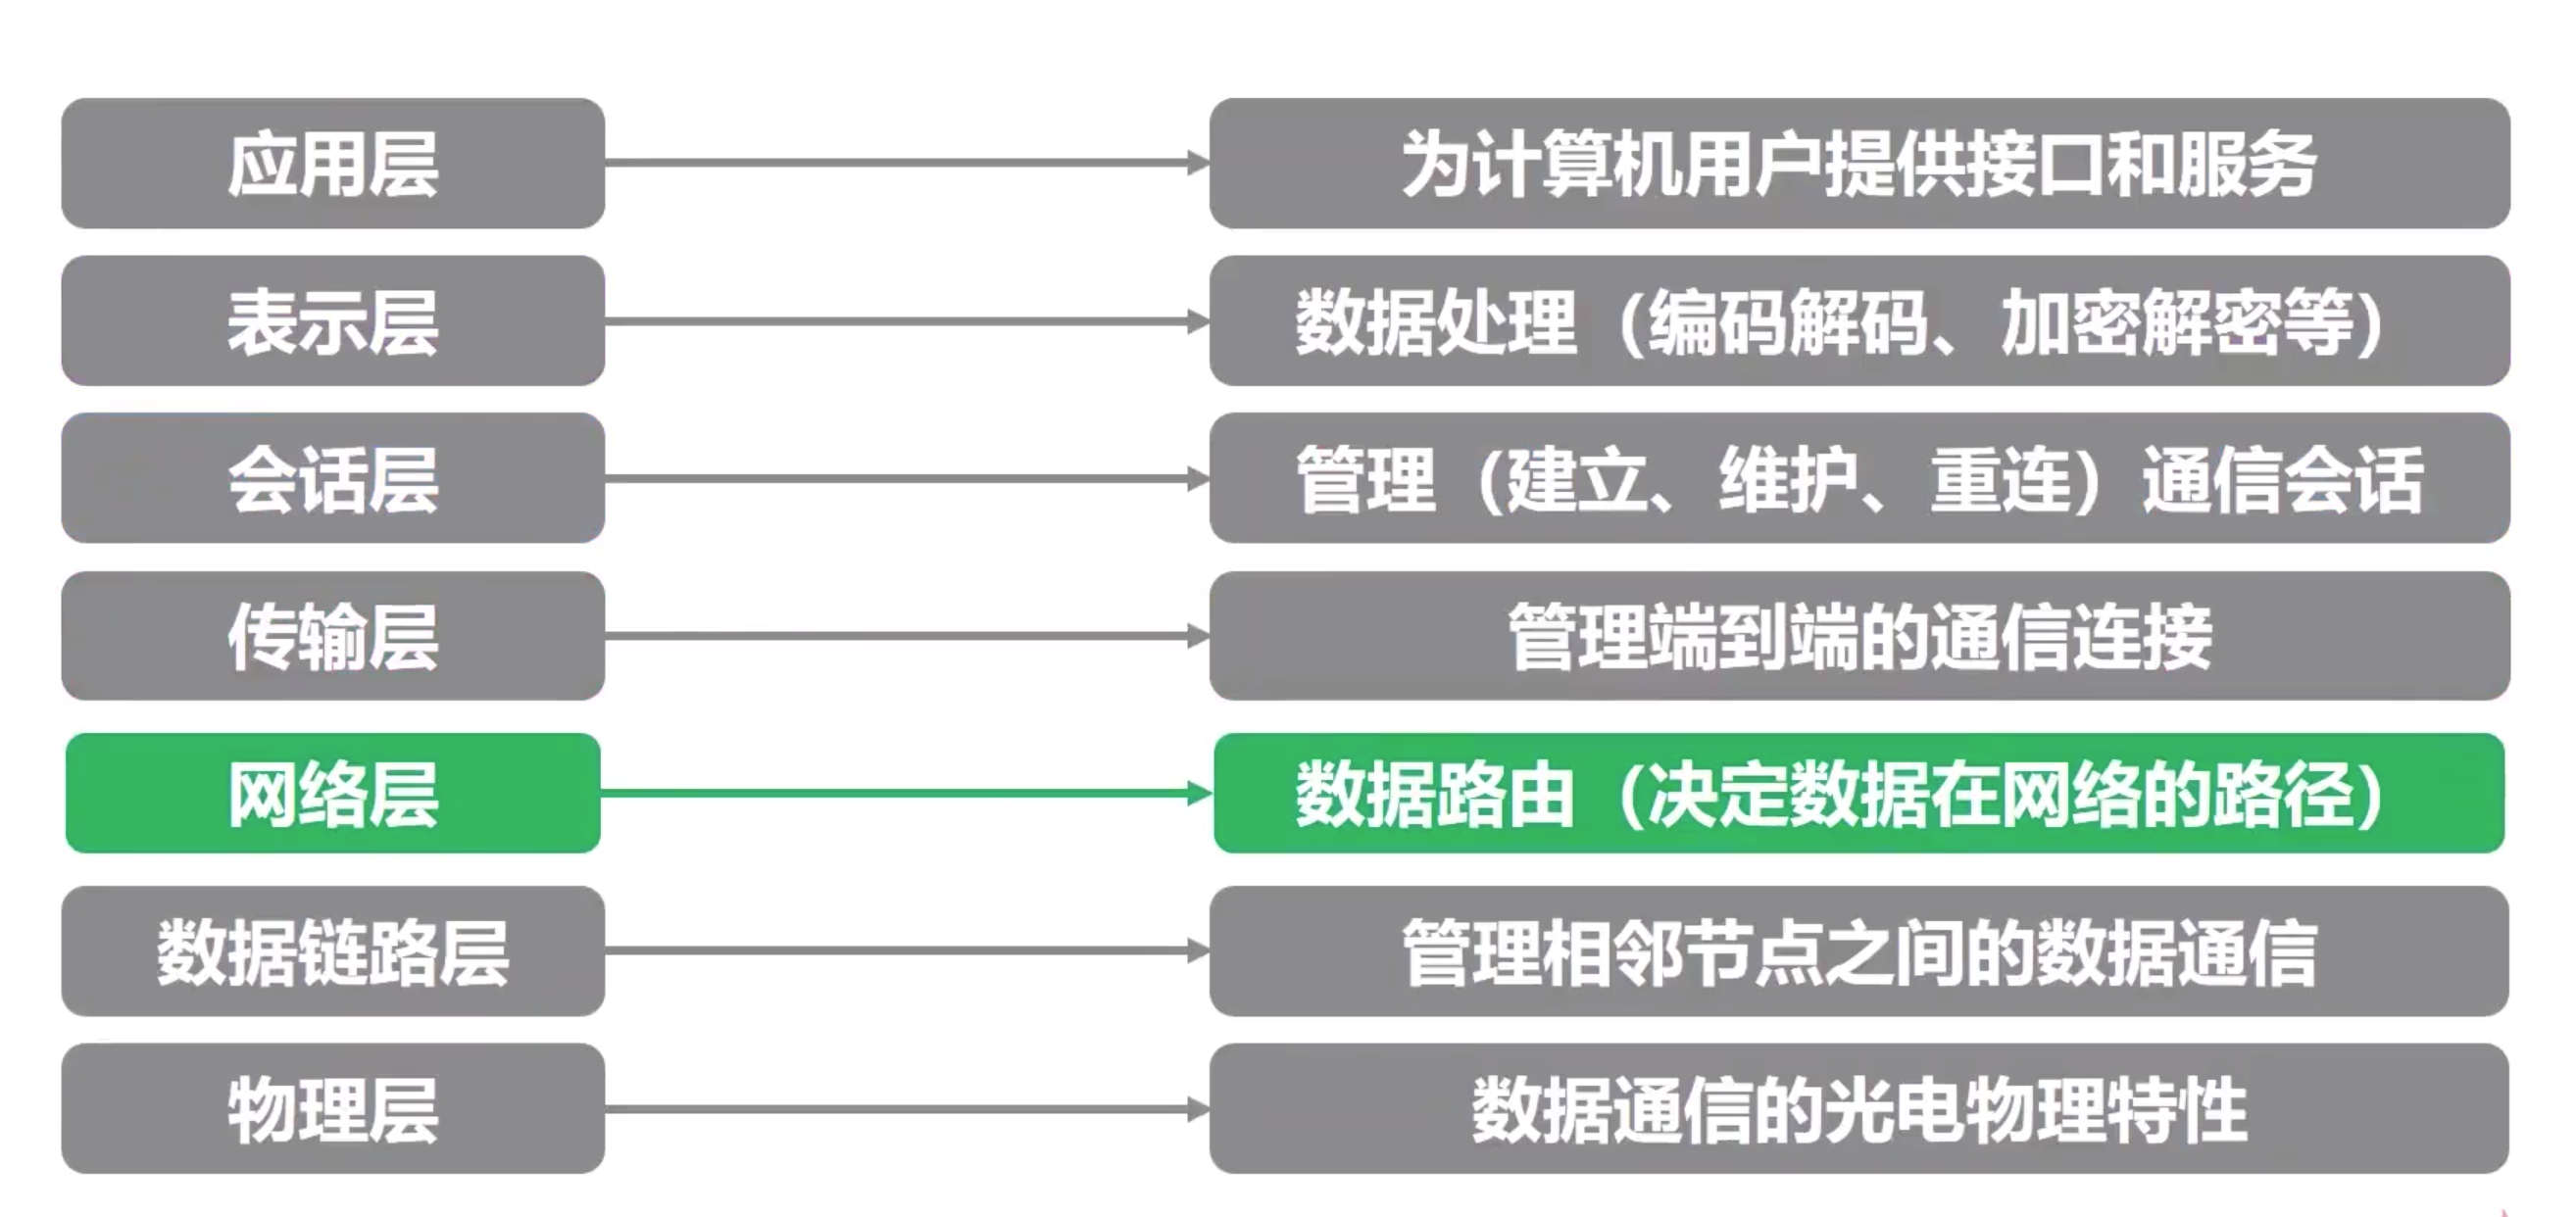 应用层
为计算机用户提供接口和服务
表示层
数据处理（编码解码、加密解密等）
会话层
管理（建立、维护、重连）通信会话
传输层
管理端到端的通信连接
网络层
数据路由（决定数据在网络的路径）
数据链路层
管理相邻节点之间的数据通信
物理层
数据通信的光电物理特性